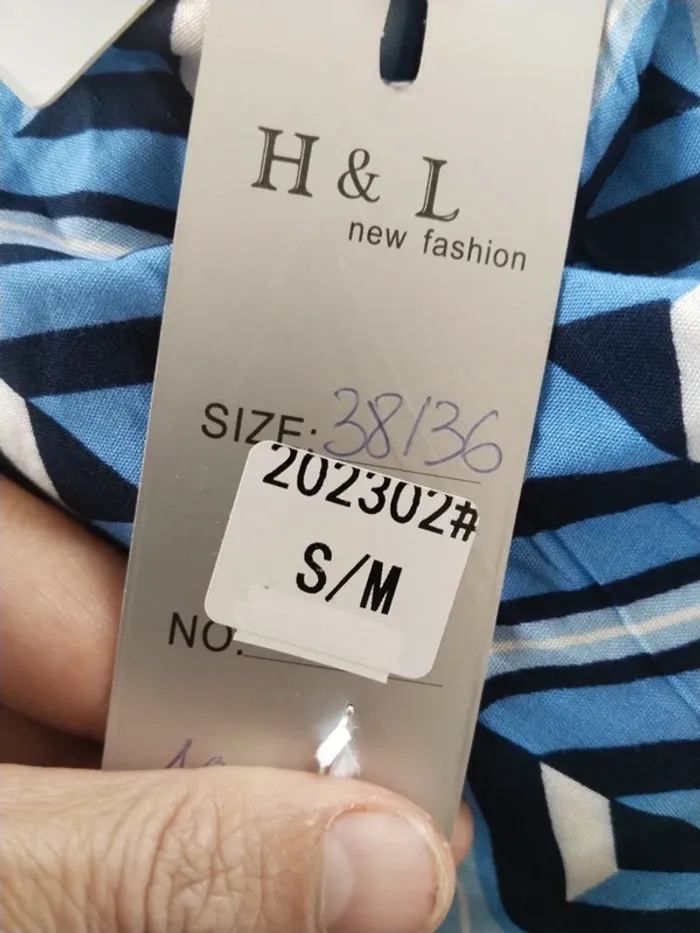 H & L
new fashion
SIZE: 38/36
202302#
S/M
NO.